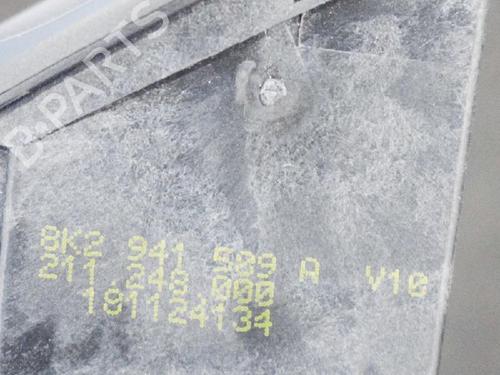 B-PARTS
8K2 941 509 A V10
211.248.000
181124134